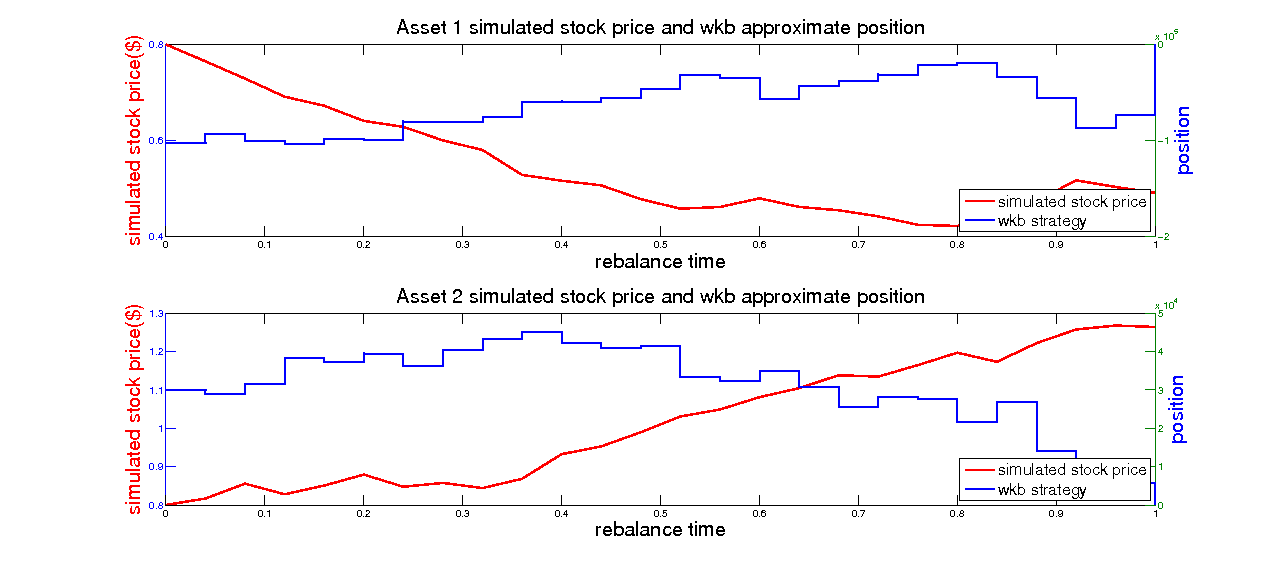 Asset 1 simulated stock price and wkb approximate position
x 10^5
0.8 0
0.6 -1
0.4 -2
simulated stock price($)
position
simulated stock price
wkb strategy
0 0.1 0.2 0.3 0.4 0.5 0.6 0.7 0.8 0.9 1
rebalance time
Asset 2 simulated stock price and wkb approximate position
x 10^4
1.3 5
1.2 4
1.1 3
1 2
0.9 1
0.8 0
simulated stock price($)
position
simulated stock price
wkb strategy
0 0.1 0.2 0.3 0.4 0.5 0.6 0.7 0.8 0.9 1
rebalance time